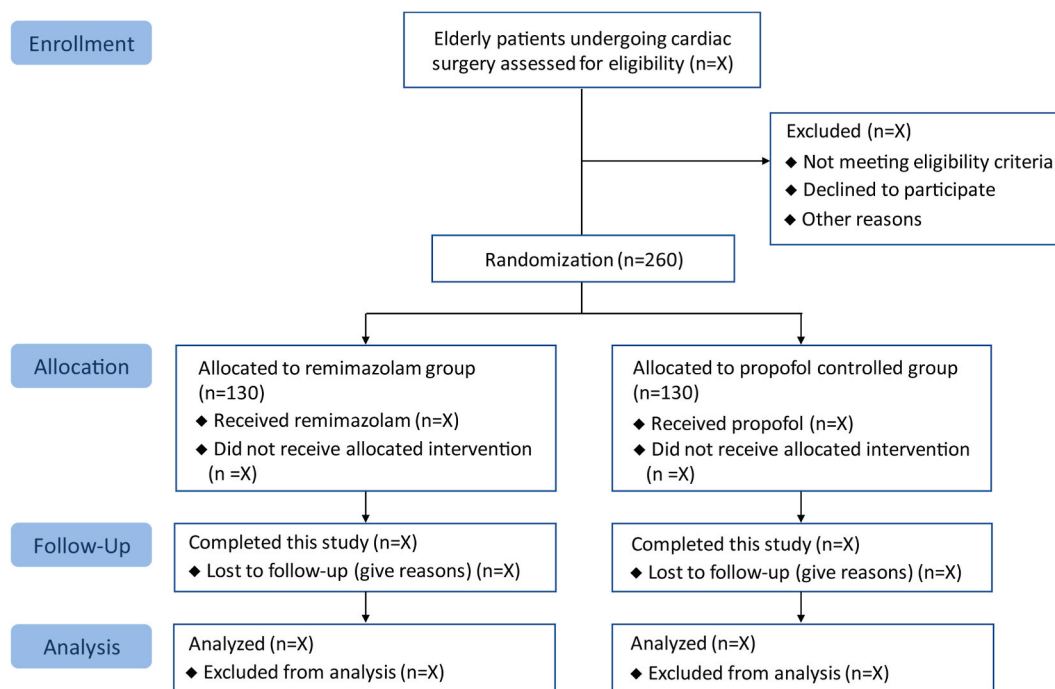 Enrollment
Elderly patients undergoing cardiac
surgery assessed for eligibility (n=X)
Excluded (n=X)
◆ Not meeting eligibility criteria
◆ Declined to participate
◆ Other reasons
Randomization (n=260)
Allocation
Allocated to remimazolam group
(n=130)
◆ Received remimazolam (n=X)
◆ Did not receive allocated intervention
(n =X)
Allocated to propofol controlled group
(n=130)
◆ Received propofol (n=X)
◆ Did not receive allocated intervention
(n =X)
Follow-Up
Completed this study (n=X)
◆ Lost to follow-up (give reasons) (n=X)
Completed this study (n=X)
◆ Lost to follow-up (give reasons) (n=X)
Analysis
Analyzed (n=X)
◆ Excluded from analysis (n=X)
Analyzed (n=X)
◆ Excluded from analysis (n=X)